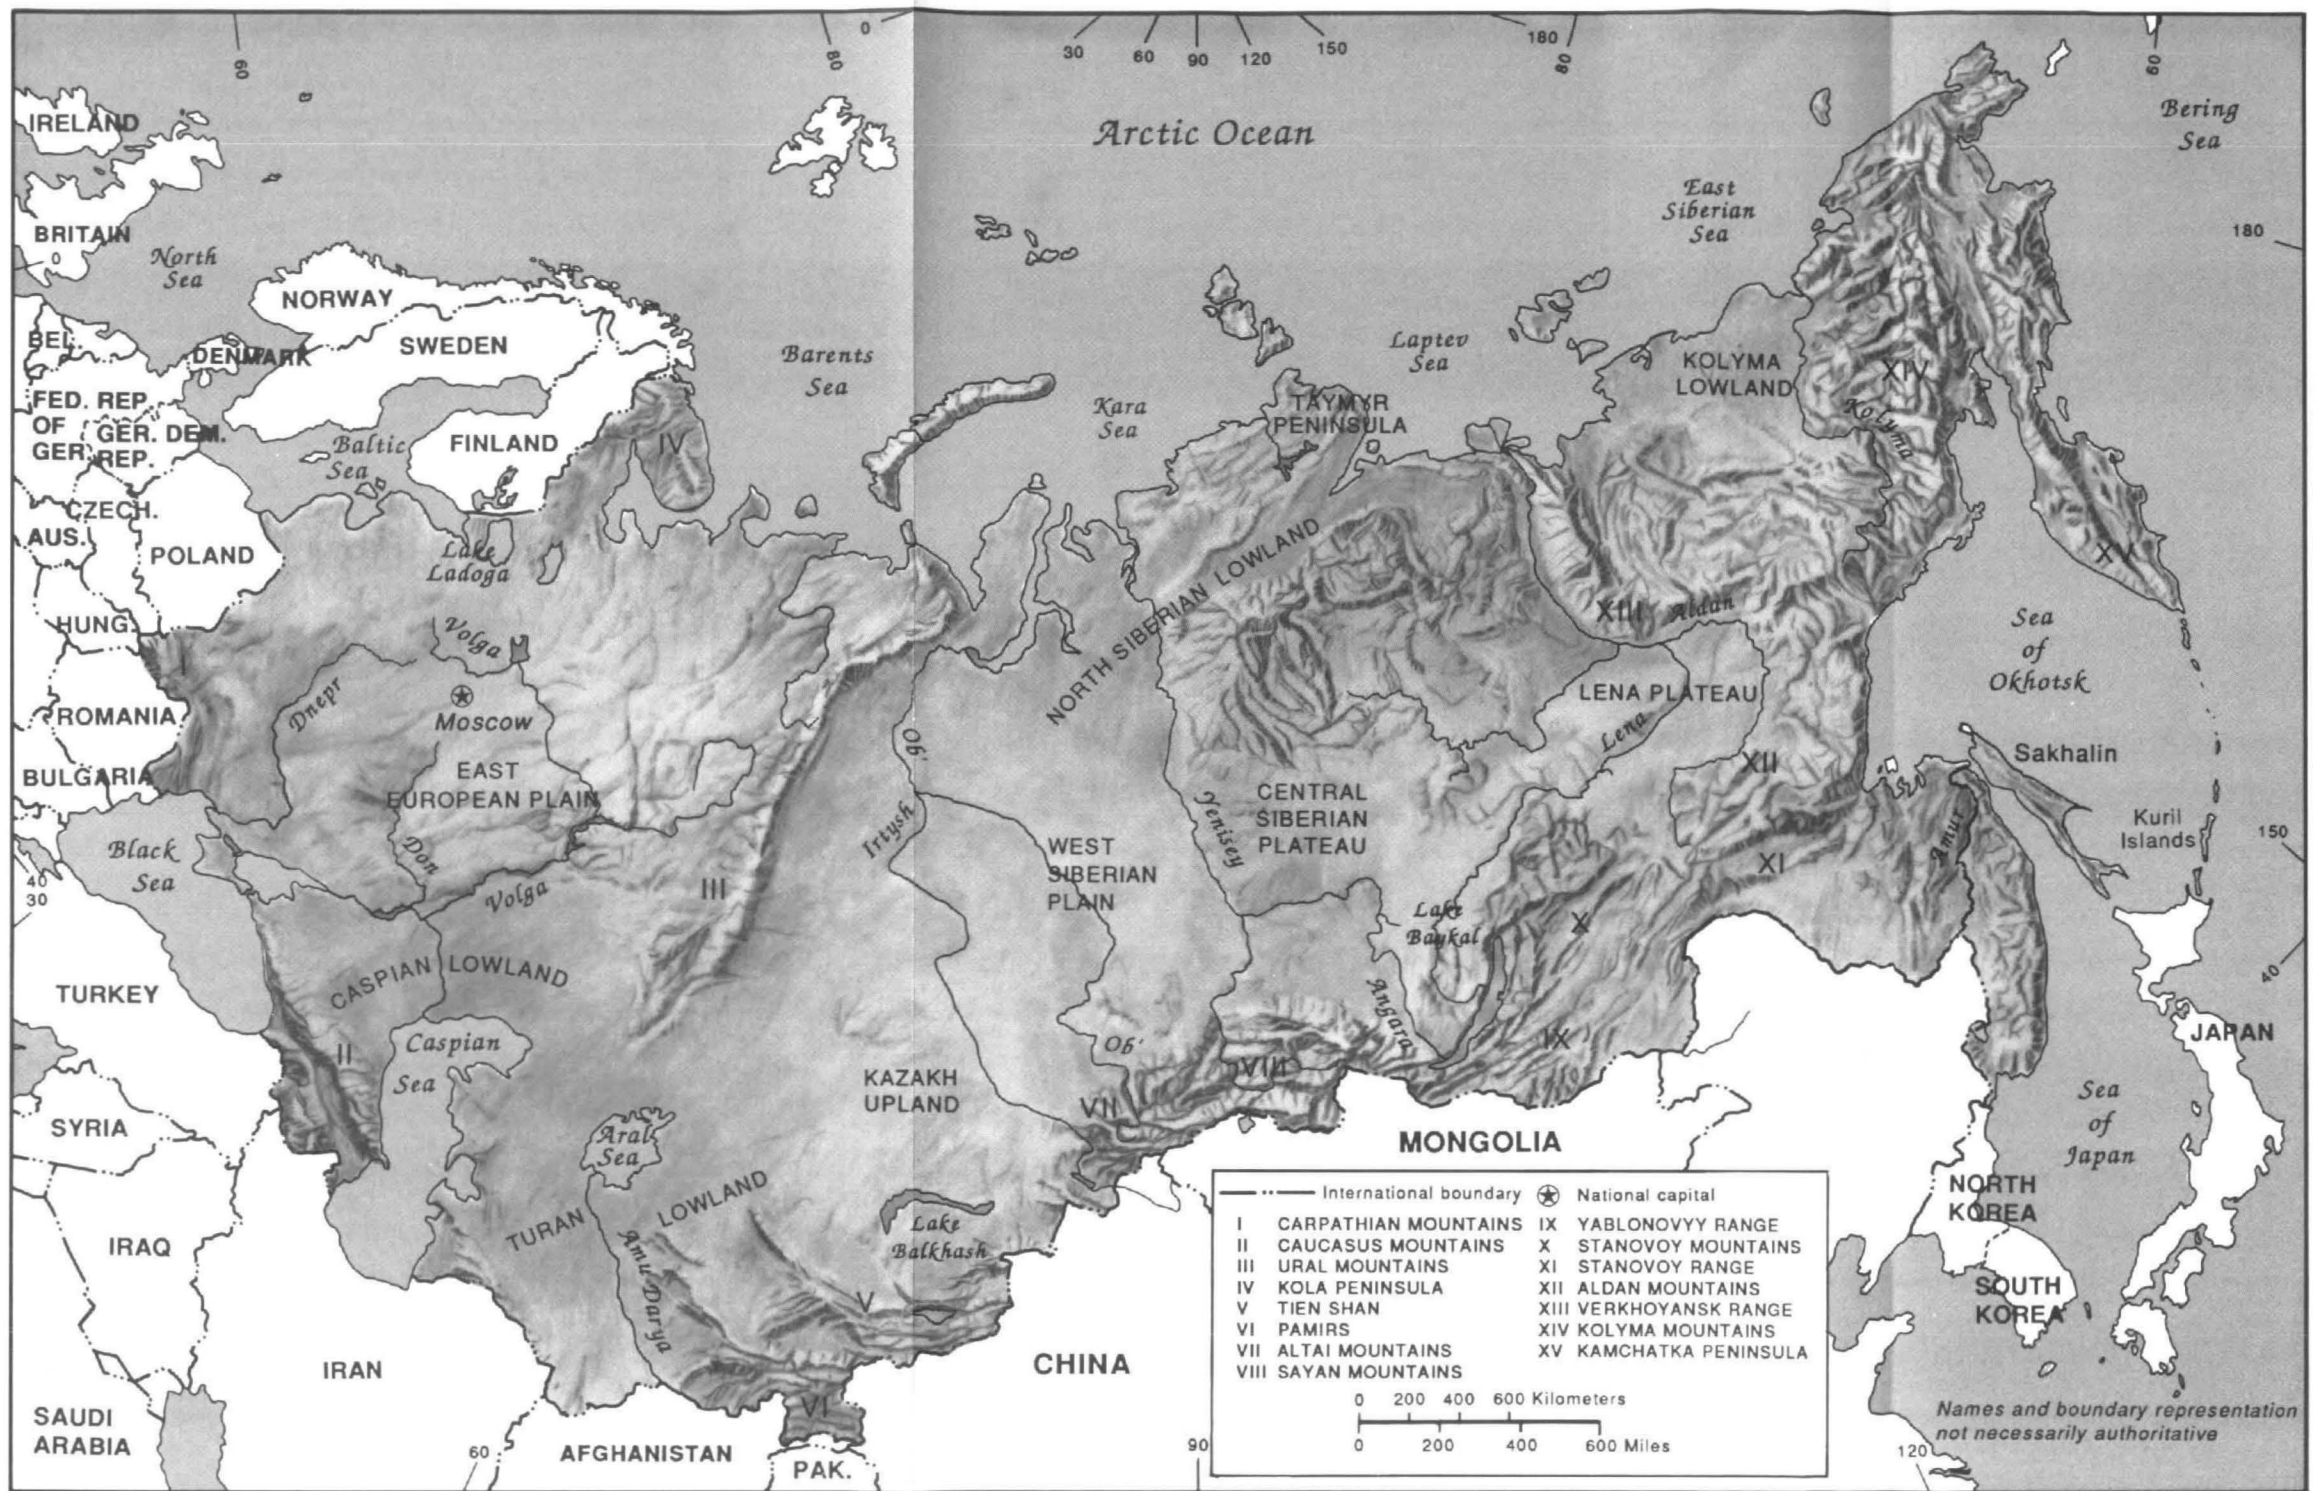 60
80
0
30
60
90
120
150
180
80
60
IRELAND
Arctic Ocean
Bering
Sea
BRITAIN
0
North
Sea
East
Siberian
Sea
180
NORWAY
SWEDEN
BEL.
DENMARK
Barents
Sea
Laptev
Sea
KOLYMA
LOWLAND
XIV
FED. REP.
OF
GER.
GER. DEM.
REP.
Baltic
Sea
FINLAND
IV
Kara
Sea
TAYMYR
PENINSULA
Kolyma
CZECH.
AUS.
POLAND
Lake
Ladoga
NORTH SIBERIAN LOWLAND
XV
HUNG.
I
Volga
XIII
Aldan
Sea
of
Okhotsk
ROMANIA
Dnepr
Moscow
Ob'
LENA PLATEAU
Lena
BULGARIA
EAST
EUROPEAN PLAIN
XII
Sakhalin
Black
Sea
Don
Volga
III
Irtysh
WEST
SIBERIAN
PLAIN
Yenisey
CENTRAL
SIBERIAN
PLATEAU
XI
Amur
Kuril
Islands
150
40
30
Lake
Baykal
X
TURKEY
CASPIAN LOWLAND
Angara
IX
40
JAPAN
II
Caspian
Sea
Ob'
VIII
KAZAKH
UPLAND
VII
SYRIA
Aral
Sea
MONGOLIA
Sea
of
Japan
IRAQ
TURAN LOWLAND
Amu Darya
Lake
Balkhash
V
NORTH
KOREA
SOUTH
KOREA
IRAN
CHINA
VI
SAUDI
ARABIA
60
AFGHANISTAN
PAK.
90
120
International boundary
National capital
I CARPATHIAN MOUNTAINS
II CAUCASUS MOUNTAINS
III URAL MOUNTAINS
IV KOLA PENINSULA
V TIEN SHAN
VI PAMIRS
VII ALTAI MOUNTAINS
VIII SAYAN MOUNTAINS
IX YABLONOVYY RANGE
X STANOVOY MOUNTAINS
XI STANOVOY RANGE
XII ALDAN MOUNTAINS
XIII VERKHOYANSK RANGE
XIV KOLYMA MOUNTAINS
XV KAMCHATKA PENINSULA
0 200 400 600 Kilometers
0 200 400 600 Miles
Names and boundary representation
not necessarily authoritative